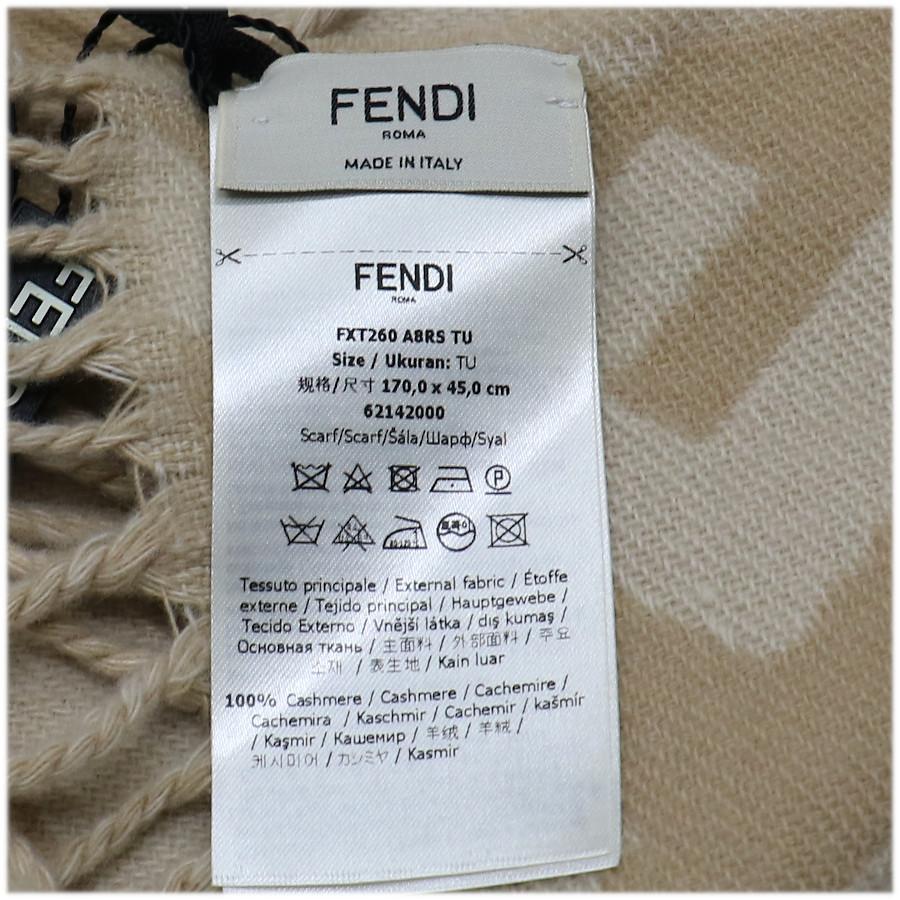 FENDI
ROMA
MADE IN ITALY
FENDI
ROMA
FXT260 A8RS TU
Size / Ukuran: TU
规格/尺寸 170,0 x 45,0 cm
62142000
Scarf/Scarf/Šála/Шарф/Syal
P
Tessuto principale / External fabric / Étoffe
externe / Tejido principal / Hauptgewebe /
Tecido Externo / Vnější látka / dış kumaş /
Основная ткань / 主面料 / 外部面料 / 주요
소재 / 表生地 / Kain luar
100% Cashmere / Cashmere / Cachemire /
Cachemira / Kaschmir / Cachemir / kašmír
/ Kaşmir / Кашемир / 羊绒 / 羊絨 /
캐시미어 / カシミヤ / Kasmir
FEN